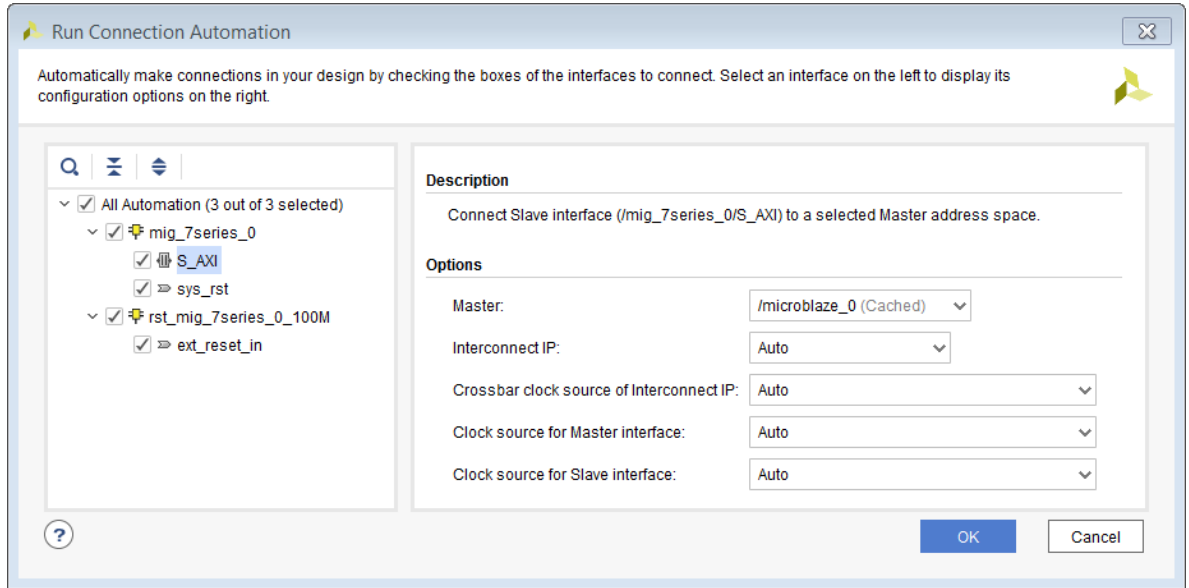 Run Connection Automation
Automatically make connections in your design by checking the boxes of the interfaces to connect. Select an interface on the left to display its
configuration options on the right.
All Automation (3 out of 3 selected)
mig_7series_0
S_AXI
sys_rst
rst_mig_7series_0_100M
ext_reset_in
Description
Connect Slave interface (/mig_7series_0/S_AXI) to a selected Master address space.
Options
Master: /microblaze_0 (Cached)
Interconnect IP: Auto
Crossbar clock source of Interconnect IP: Auto
Clock source for Master interface: Auto
Clock source for Slave interface: Auto
? OK Cancel